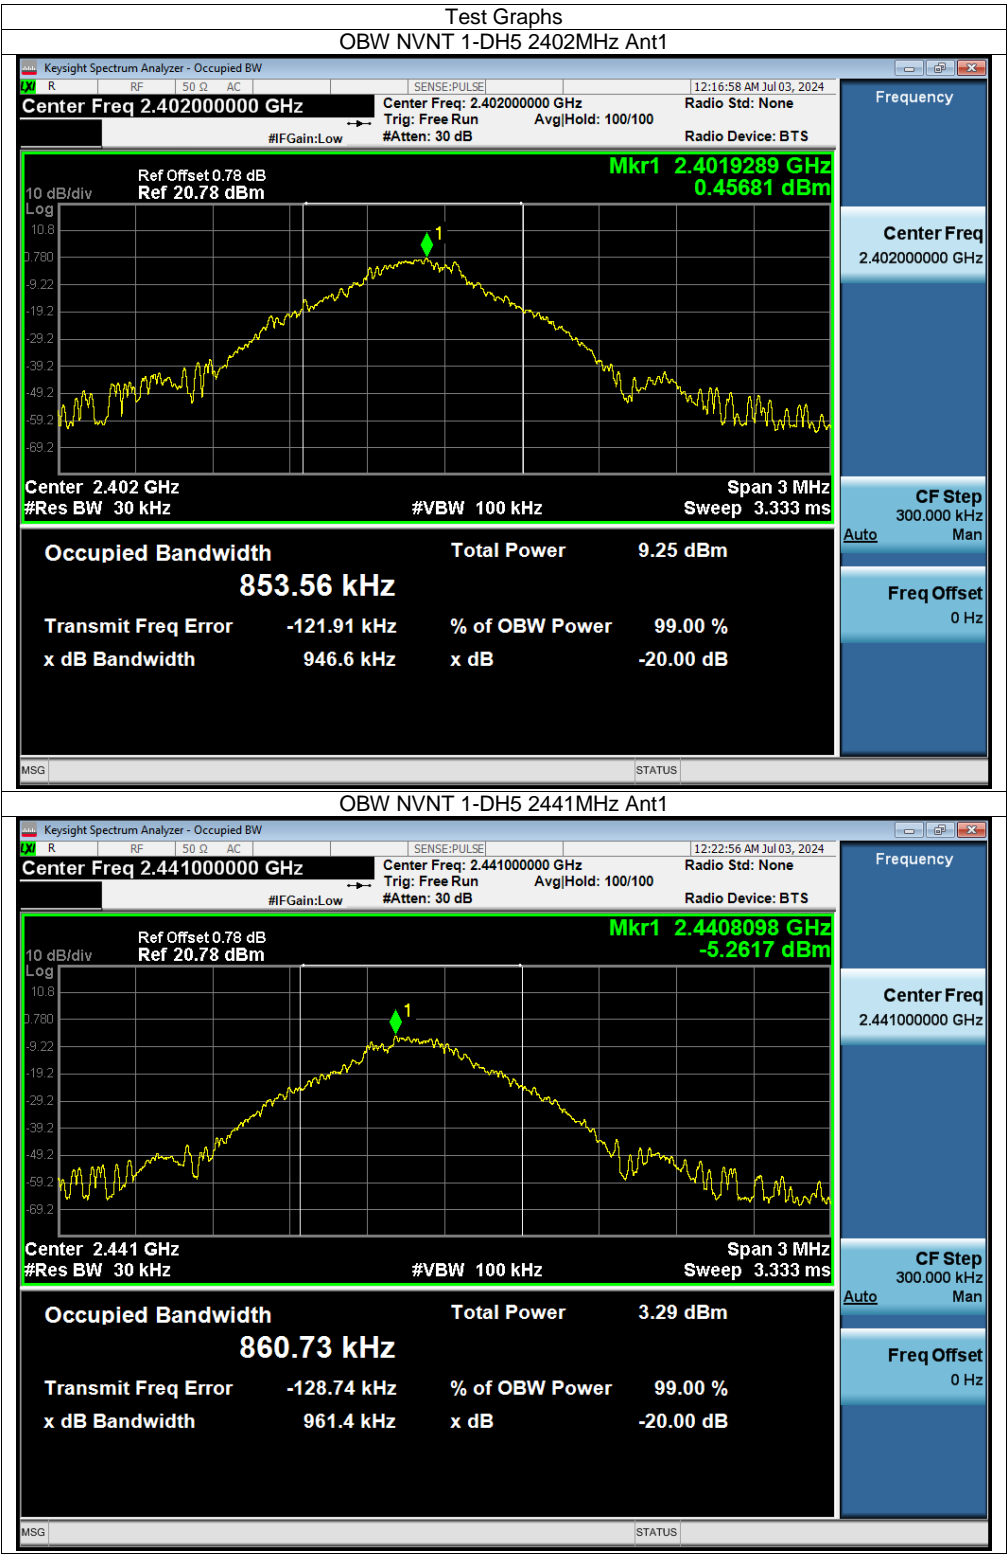 Test Graphs
OBW NVNT 1-DH5 2402MHz Ant1
Keysight Spectrum Analyzer - Occupied BW
LXI R RF 50 Ω AC SENSE:PULSE 12:16:58 AM Jul 03, 2024
Center Freq 2.402000000 GHz Center Freq: 2.402000000 GHz Radio Std: None
Trig: Free Run Avg|Hold: 100/100
#IFGain:Low #Atten: 30 dB Radio Device: BTS
Frequency
Mkr1 2.4019289 GHz
0.45681 dBm
Ref Offset 0.78 dB
10 dB/div Ref 20.78 dBm
Log
10.8
0.780
-9.22
-19.2
-29.2
-39.2
-49.2
-59.2
-69.2
1
Center Freq
2.402000000 GHz
Center 2.402 GHz Span 3 MHz
#Res BW 30 kHz #VBW 100 kHz Sweep 3.333 ms
CF Step
300.000 kHz
Auto Man
Freq Offset
0 Hz
Occupied Bandwidth Total Power 9.25 dBm
853.56 kHz
Transmit Freq Error -121.91 kHz % of OBW Power 99.00 %
x dB Bandwidth 946.6 kHz x dB -20.00 dB
MSG STATUS
OBW NVNT 1-DH5 2441MHz Ant1
Keysight Spectrum Analyzer - Occupied BW
LXI R RF 50 Ω AC SENSE:PULSE 12:22:56 AM Jul 03, 2024
Center Freq 2.441000000 GHz Center Freq: 2.441000000 GHz Radio Std: None
Trig: Free Run Avg|Hold: 100/100
#IFGain:Low #Atten: 30 dB Radio Device: BTS
Frequency
Mkr1 2.4408098 GHz
-5.2617 dBm
Ref Offset 0.78 dB
10 dB/div Ref 20.78 dBm
Log
10.8
0.780
-9.22
-19.2
-29.2
-39.2
-49.2
-59.2
-69.2
1
Center Freq
2.441000000 GHz
Center 2.441 GHz Span 3 MHz
#Res BW 30 kHz #VBW 100 kHz Sweep 3.333 ms
CF Step
300.000 kHz
Auto Man
Freq Offset
0 Hz
Occupied Bandwidth Total Power 3.29 dBm
860.73 kHz
Transmit Freq Error -128.74 kHz % of OBW Power 99.00 %
x dB Bandwidth 961.4 kHz x dB -20.00 dB
MSG STATUS